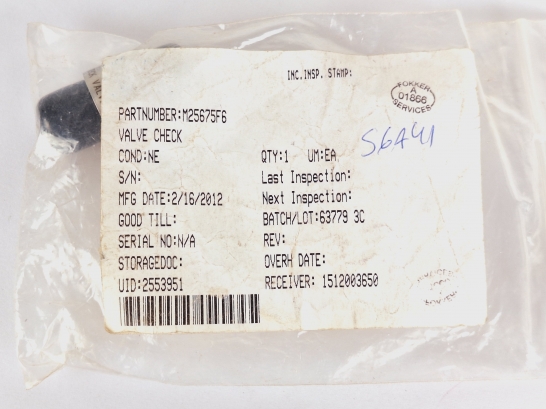 INC.INSP. STAMP:
FOKKER
A
01866
SERVICES
PARTNUMBER:M25675F6
VALVE CHECK
COND:NE QTY:1 UM:EA
S/N: Last Inspection:
MFG DATE:2/16/2012 Next Inspection:
GOOD TILL: BATCH/LOT:63779 3C
SERIAL NO:N/A REV:
STORAGEDOC: OVERH DATE:
UID:2553951 RECEIVER: 1512003650